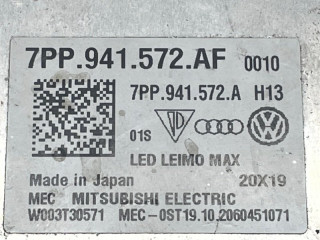 7PP.941.572.AF 0010
7PP.941.572.A H13
01S
LED LEIMO MAX
Made in Japan 20X19
MEC MITSUBISHI ELECTRIC
W003T30571 MEC-0ST19.10.2060451071